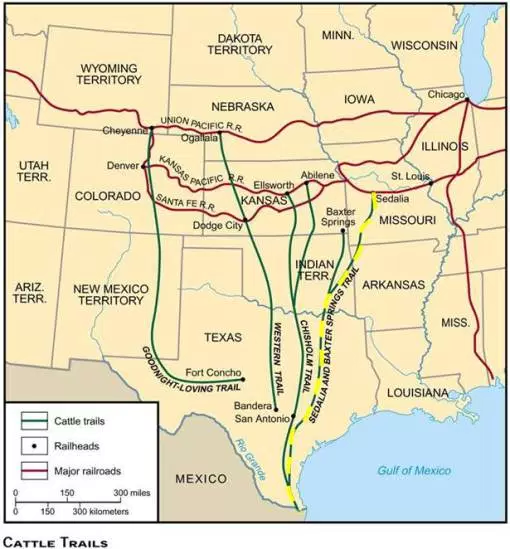 DAKOTA
TERRITORY
MINN.
WISCONSIN
WYOMING
TERRITORY
Chicago
NEBRASKA
IOWA
UNION PACIFIC R.R.
Cheyenne
Ogallala
ILLINOIS
UTAH
TERR.
Denver
KANSAS PACIFIC R.R.
Abilene
St. Louis
Ellsworth
COLORADO
SANTA FE R.R.
KANSAS
Sedalia
Dodge City
Baxter
Springs
MISSOURI
INDIAN
TERR.
ARIZ.
TERR.
NEW MEXICO
TERRITORY
ARKANSAS
MISS.
TEXAS
GOODNIGHT-LOVING TRAIL
WESTERN TRAIL
CHISHOLM TRAIL
SEDALIA AND BAXTER SPRINGS TRAIL
Fort Concho
LOUISIANA
Bandera
San Antonio
Cattle trails
Railheads
Major railroads
Rio Grande
MEXICO
Gulf of Mexico
0 150 300 miles
0 150 300 kilometers
CATTLE TRAILS